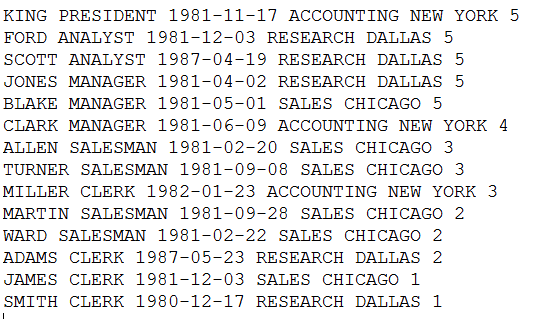 KING PRESIDENT 1981-11-17 ACCOUNTING NEW YORK 5
FORD ANALYST 1981-12-03 RESEARCH DALLAS 5
SCOTT ANALYST 1987-04-19 RESEARCH DALLAS 5
JONES MANAGER 1981-04-02 RESEARCH DALLAS 5
BLAKE MANAGER 1981-05-01 SALES CHICAGO 5
CLARK MANAGER 1981-06-09 ACCOUNTING NEW YORK 4
ALLEN SALESMAN 1981-02-20 SALES CHICAGO 3
TURNER SALESMAN 1981-09-08 SALES CHICAGO 3
MILLER CLERK 1982-01-23 ACCOUNTING NEW YORK 3
MARTIN SALESMAN 1981-09-28 SALES CHICAGO 2
WARD SALESMAN 1981-02-22 SALES CHICAGO 2
ADAMS CLERK 1987-05-23 RESEARCH DALLAS 2
JAMES CLERK 1981-12-03 SALES CHICAGO 1
SMITH CLERK 1980-12-17 RESEARCH DALLAS 1